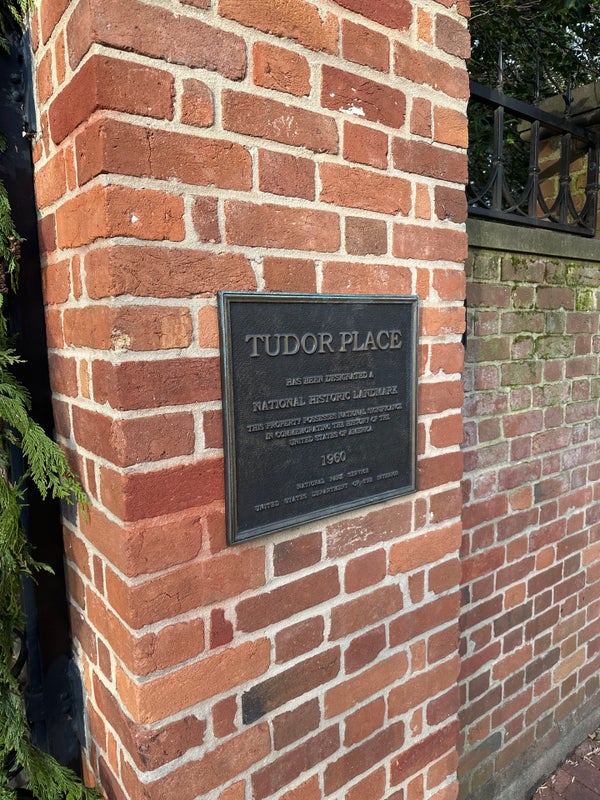 TUDOR PLACE
HAS BEEN DESIGNATED A
NATIONAL HISTORIC LANDMARK
THIS PROPERTY POSSESSES NATIONAL SIGNIFICANCE
IN COMMEMORATING THE HISTORY OF THE
UNITED STATES OF AMERICA
1960
NATIONAL PARK SERVICE
UNITED STATES DEPARTMENT OF THE INTERIOR